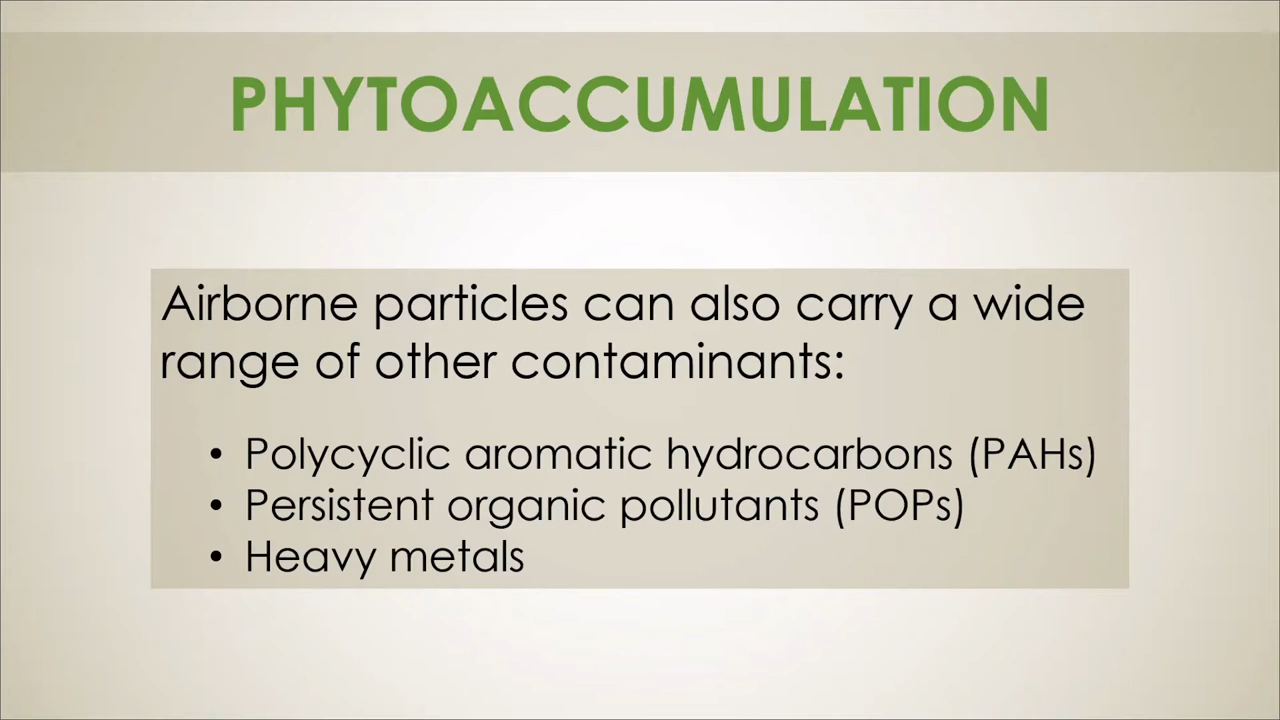 PHYTOACCUMULATION
Airborne particles can also carry a wide
range of other contaminants:
• Polycyclic aromatic hydrocarbons (PAHs)
• Persistent organic pollutants (POPs)
• Heavy metals